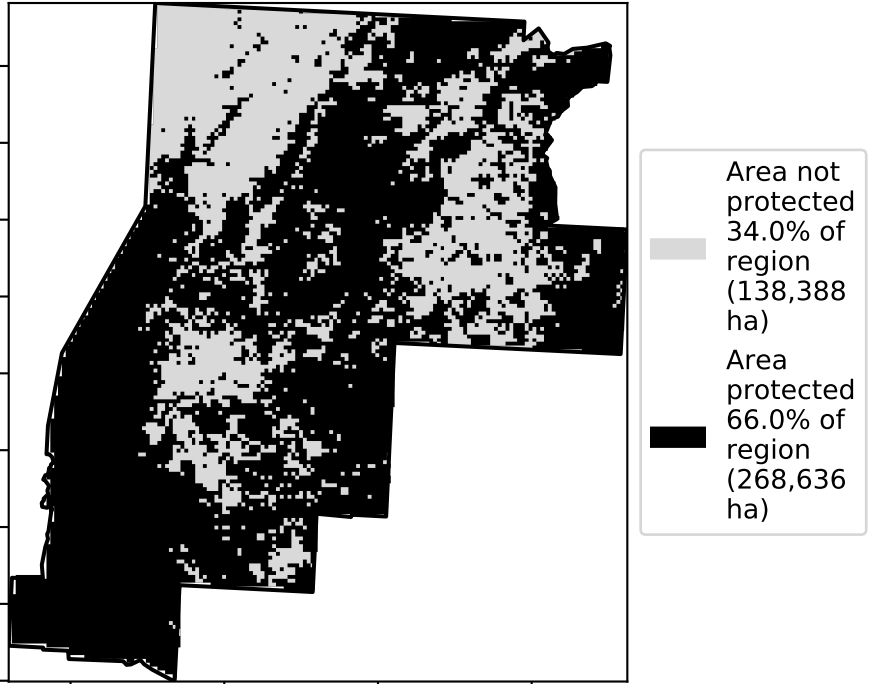 Area not
protected
34.0% of
region
(138,388
ha)
Area
protected
66.0% of
region
(268,636
ha)